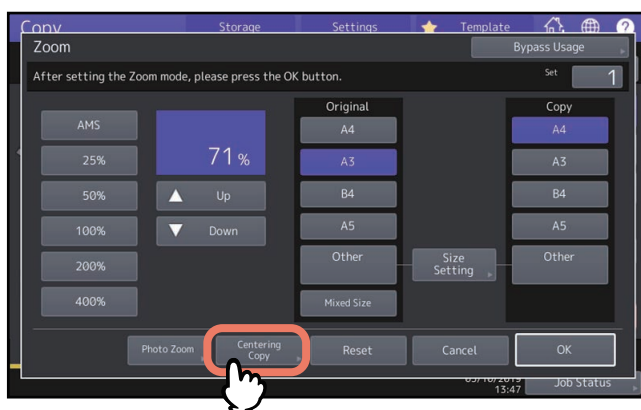 Copy Storage Settings Template
Zoom Bypass Usage
After setting the Zoom mode, please press the OK button. Set 1
Original Copy
AMS A4 A4
25% 71% A3 A3
50% Up B4 B4
100% Down A5 A5
200% Other Size Setting Other
400% Mixed Size
Photo Zoom Centering Copy Reset Cancel OK
13:47 Job Status